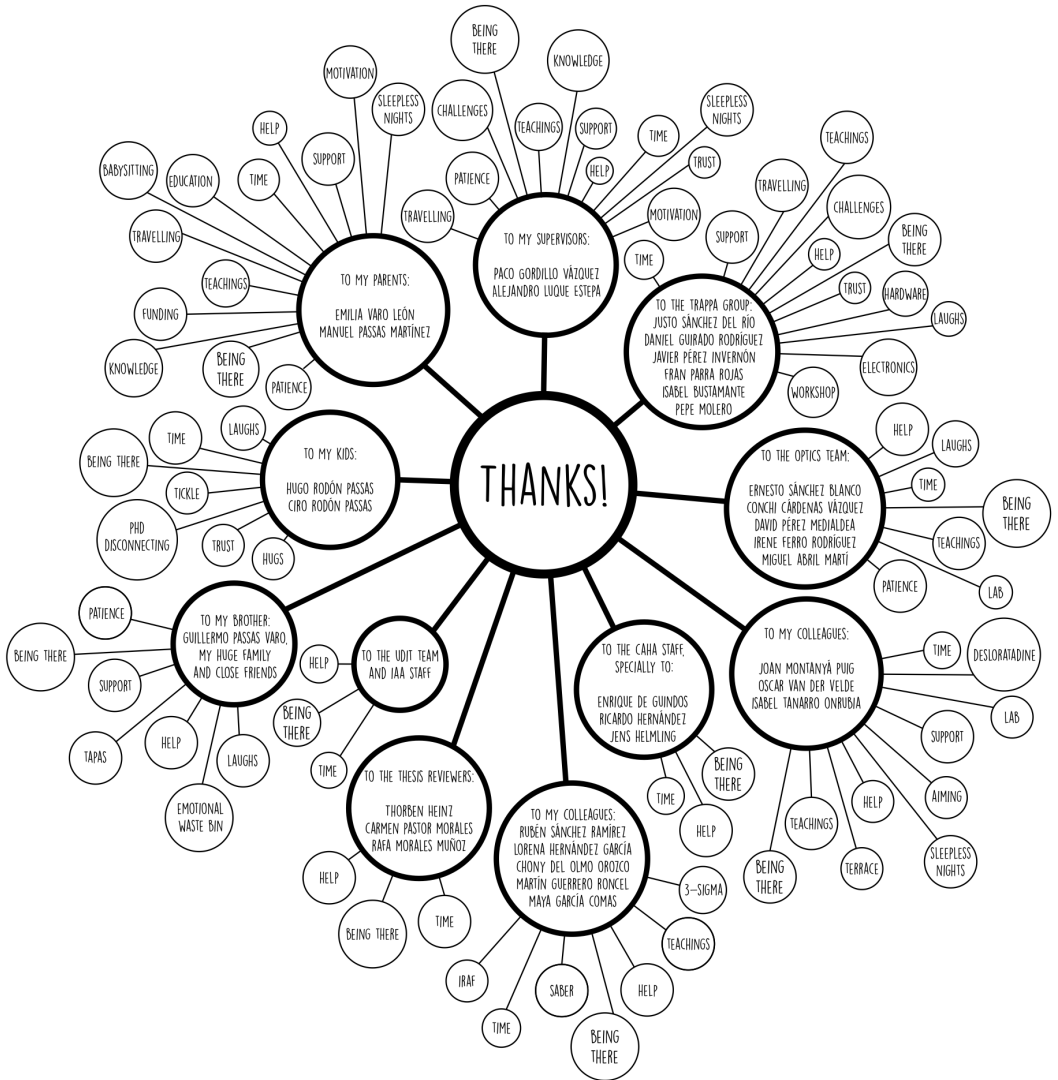 THANKS!
TO MY SUPERVISORS:
PACO GORDILLO VÁZQUEZ
ALEJANDRO LUQUE ESTEPA
TRAVELLING
PATIENCE
CHALLENGES
BEING
THERE
TEACHINGS
KNOWLEDGE
SUPPORT
HELP
TIME
SLEEPLESS
NIGHTS
TRUST
MOTIVATION
TO THE TRAPPA GROUP:
JUSTO SÁNCHEZ DEL RÍO
DANIEL GUIRADO RODRÍGUEZ
JAVIER PÉREZ INVERNÓN
FRAN PARRA ROJAS
ISABEL BUSTAMANTE
PEPE MOLERO
TIME
SUPPORT
TRAVELLING
TEACHINGS
CHALLENGES
HELP
BEING
THERE
TRUST
HARDWARE
LAUGHS
ELECTRONICS
WORKSHOP
TO THE OPTICS TEAM:
ERNESTO SÁNCHEZ BLANCO
CONCHI CÁRDENAS VÁZQUEZ
DAVID PÉREZ MEDIALDEA
IRENE FERRO RODRÍGUEZ
MIGUEL ABRIL MARTÍ
HELP
LAUGHS
TIME
BEING
THERE
TEACHINGS
LAB
PATIENCE
TO MY COLLEAGUES:
JOAN MONTANYÁ PUIG
OSCAR VAN DER VELDE
ISABEL TANARRO ONRUBIA
TIME
DESLORATADINE
LAB
SUPPORT
AIMING
SLEEPLESS
NIGHTS
HELP
TERRACE
TEACHINGS
BEING
THERE
TO THE CAHA STAFF,
SPECIALLY TO:
ENRIQUE DE GUINDOS
RICARDO HERNÁNDEZ
JENS HELMLING
BEING
THERE
HELP
TIME
TO MY COLLEAGUES:
RUBÉN SÁNCHEZ RAMÍREZ
LORENA HERNÁNDEZ GARCÍA
CHONY DEL OLMO OROZCO
MARTÍN GUERRERO RONCEL
MAYA GARCÍA COMAS
3-SIGMA
TEACHINGS
HELP
BEING
THERE
SABER
TIME
IRAF
TO THE THESIS REVIEWERS:
THORBEN HEINZ
CARMEN PASTOR MORALES
RAFA MORALES MUÑOZ
HELP
BEING THERE
TIME
TO THE UDIT TEAM
AND IAA STAFF
HELP
BEING
THERE
TIME
TO MY BROTHER:
GUILLERMO PASSAS VARO,
MY HUGE FAMILY
AND CLOSE FRIENDS
PATIENCE
BEING THERE
SUPPORT
TAPAS
HELP
EMOTIONAL
WASTE BIN
LAUGHS
TO MY KIDS:
HUGO RODÓN PASSAS
CIRO RODÓN PASSAS
LAUGHS
TIME
BEING THERE
TICKLE
PHD
DISCONNECTING
TRUST
HUGS
TO MY PARENTS:
EMILIA VARO LEÓN
MANUEL PASSAS MARTÍNEZ
PATIENCE
BEING
THERE
KNOWLEDGE
FUNDING
TEACHINGS
TRAVELLING
BABYSITTING
EDUCATION
TIME
HELP
SUPPORT
MOTIVATION
SLEEPLESS
NIGHTS